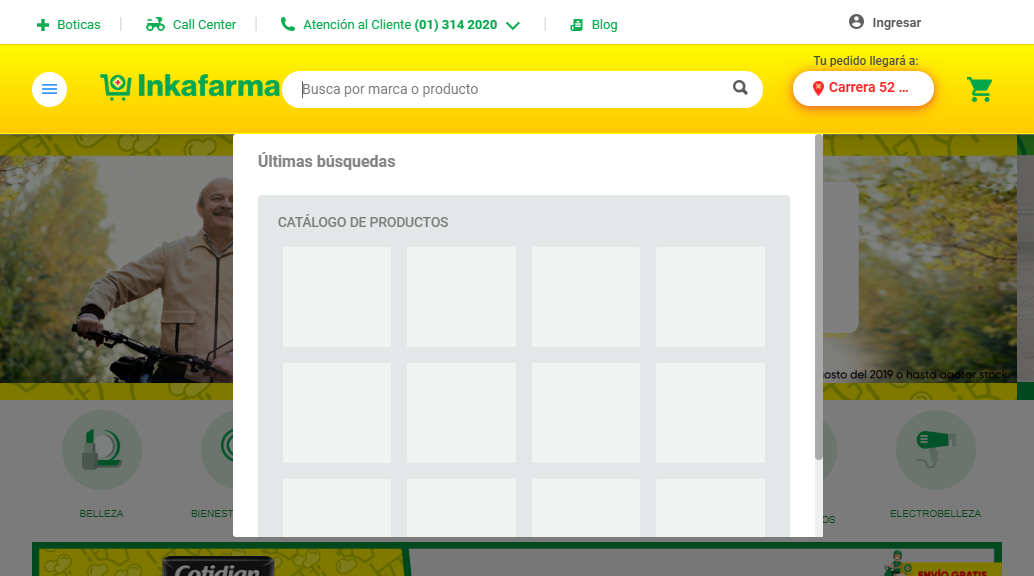 Boticas
Call Center
Atención al Cliente (01) 314 2020
Blog
Ingresar
Inkafarma
Busca por marca o producto
Tu pedido llegará a:
Carrera 52 ...
Últimas búsquedas
CATÁLOGO DE PRODUCTOS
osto del 2019 o hasta agotar stock
BELLEZA
BIENEST
OS
ELECTROBELLEZA
Cotidian
ENVÍO GRATIS